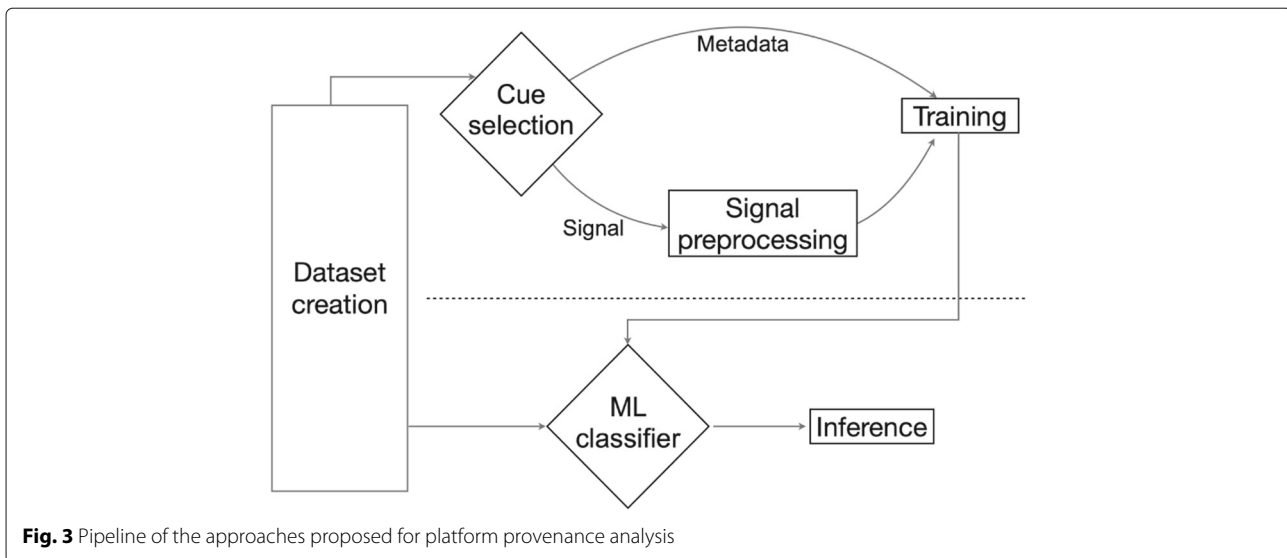 Metadata
Cue
selection
Training
Signal
Signal
preprocessing
Dataset
creation
ML
classifier
Inference
Fig. 3 Pipeline of the approaches proposed for platform provenance analysis